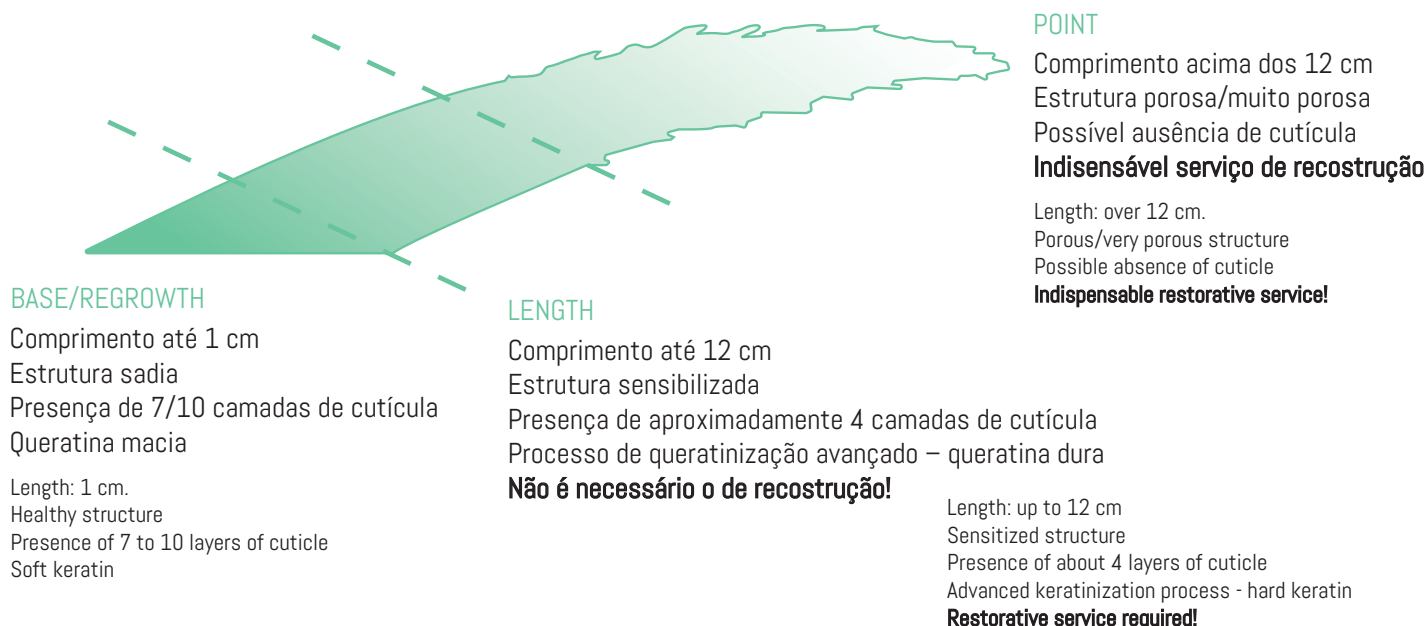 POINT
Comprimento acima dos 12 cm
Estrutura porosa/muito porosa
Possível ausência de cutícula
Indisensável serviço de recostrução
Length: over 12 cm.
Porous/very porous structure
Possible absence of cuticle
Indispensable restorative service!
BASE/REGROWTH
Comprimento até 1 cm
Estrutura sadia
Presença de 7/10 camadas de cutícula
Queratina macia
Length: 1 cm.
Healthy structure
Presence of 7 to 10 layers of cuticle
Soft keratin
LENGTH
Comprimento até 12 cm
Estrutura sensibilizada
Presença de aproximadamente 4 camadas de cutícula
Processo de queratinização avançado – queratina dura
Não é necessário o de recostrução!
Length: up to 12 cm
Sensitized structure
Presence of about 4 layers of cuticle
Advanced keratinization process - hard keratin
Restorative service required!